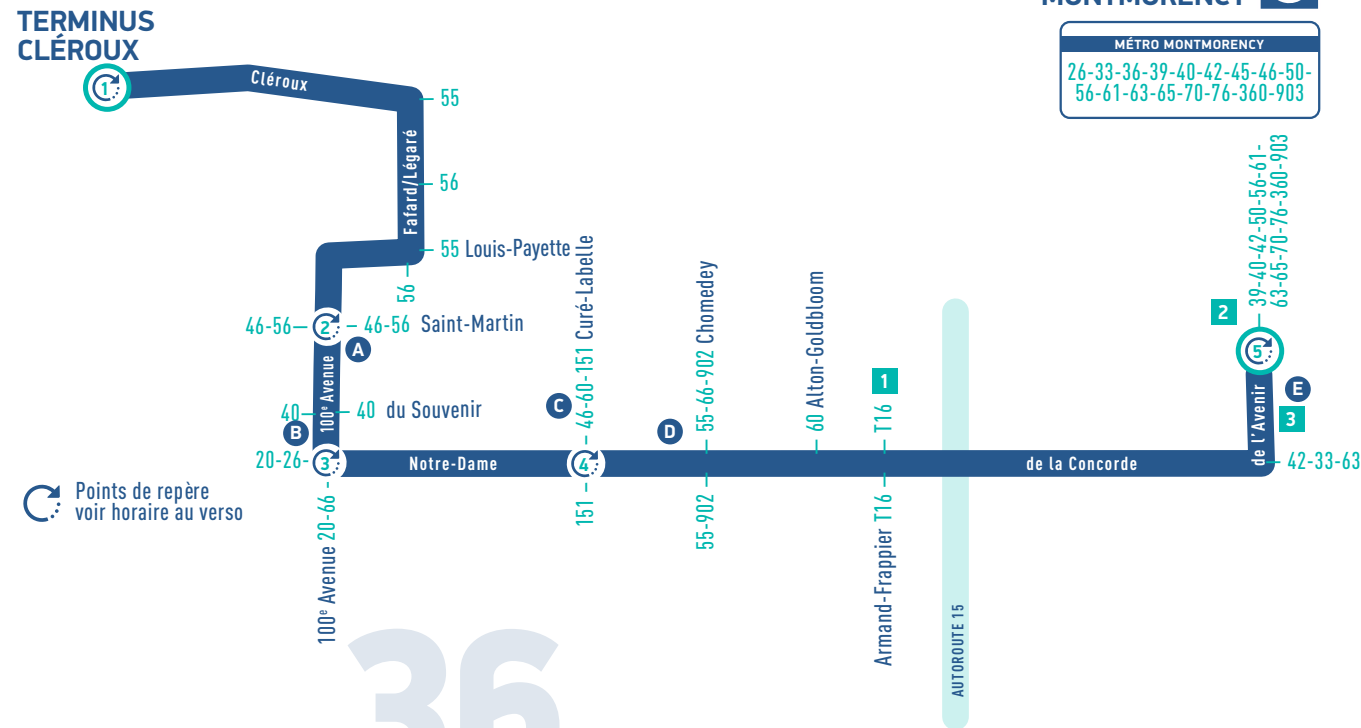 TERMINUS
CLÉROUX
MONTMORENCY
MÉTRO MONTMORENCY
26-33-36-39-40-42-45-46-50-
56-61-63-65-70-76-360-903
1
Cléroux
55
Fafard/Légaré
56
55 Louis-Payette
56
46-56
2
46-56 Saint-Martin
A
100e Avenue
40
40 du Souvenir
B
20-26-
3
20-66
100e Avenue
Notre-Dame
C
46-60-151 Curé-Labelle
4
151
D
55-66-902 Chomedey
55-902
60 Alton-Goldbloom
1
T16
Armand-Frappier T16
AUTOROUTE 15
de la Concorde
39-40-42-50-56-61-
63-65-70-76-360-903
2
5
E
3
de l'Avenir
42-33-63
Points de repère
voir horaire au verso
36